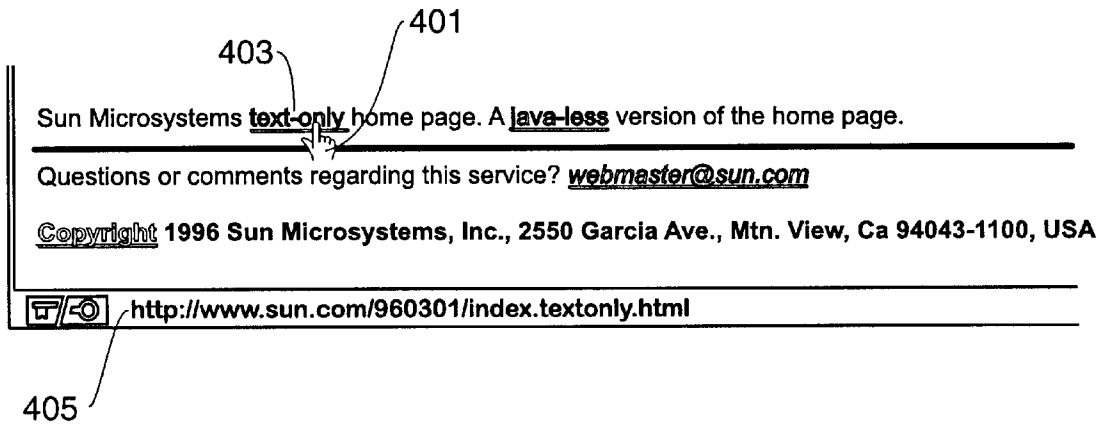 401
403
Sun Microsystems text-only home page. A java-less version of the home page.
Questions or comments regarding this service? webmaster@sun.com
Copyright 1996 Sun Microsystems, Inc., 2550 Garcia Ave., Mtn. View, Ca 94043-1100, USA
http://www.sun.com/960301/index.textonly.html
405